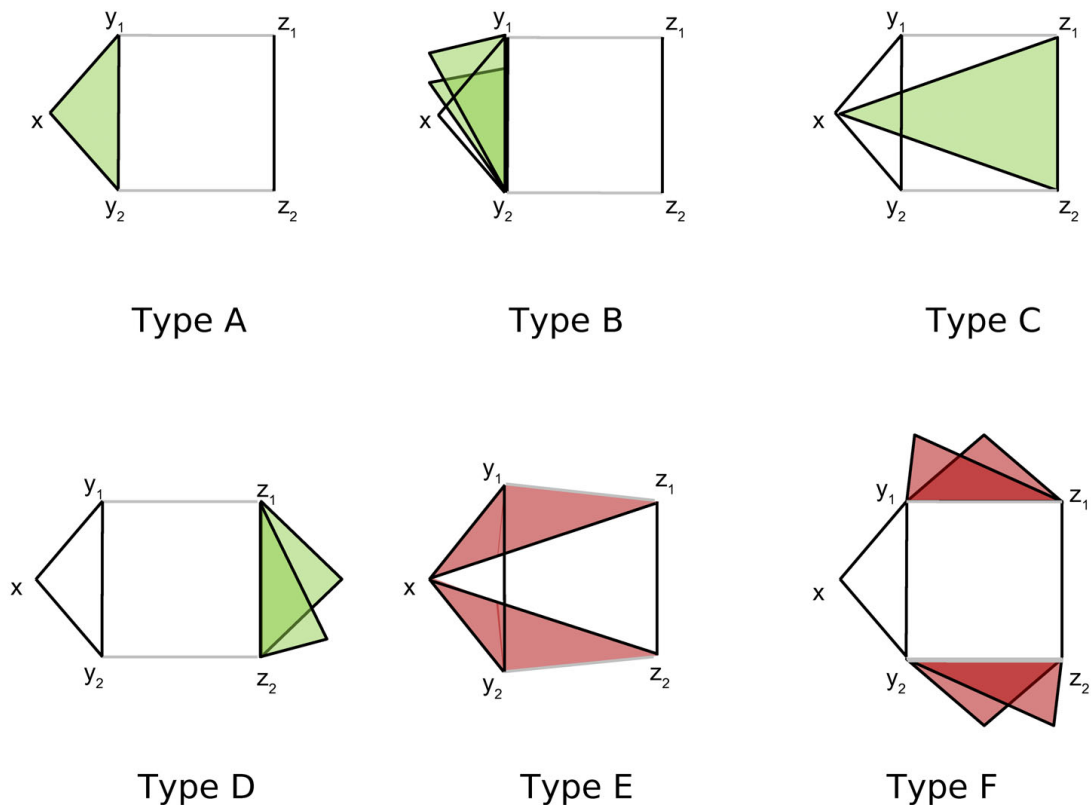 y₁ z₁ y₁ z₁ y₁ z₁
x x x
y₂ z₂ y₂ z₂ y₂ z₂
Type A Type B Type C
y₁ z₁ y₁ z₁ y₁ z₁
x x x
y₂ z₂ y₂ z₂ y₂ z₂
Type D Type E Type F